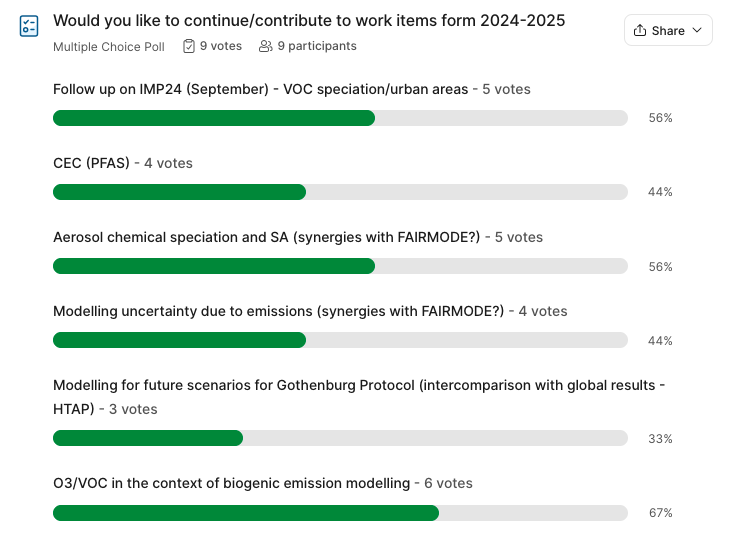 Would you like to continue/contribute to work items form 2024-2025
Multiple Choice Poll 9 votes 9 participants
Share
Follow up on IMP24 (September) - VOC speciation/urban areas - 5 votes
56%
CEC (PFAS) - 4 votes
44%
Aerosol chemical speciation and SA (synergies with FAIRMODE?) - 5 votes
56%
Modelling uncertainty due to emissions (synergies with FAIRMODE?) - 4 votes
44%
Modelling for future scenarios for Gothenburg Protocol (intercomparison with global results -
HTAP) - 3 votes
33%
O3/VOC in the context of biogenic emission modelling - 6 votes
67%